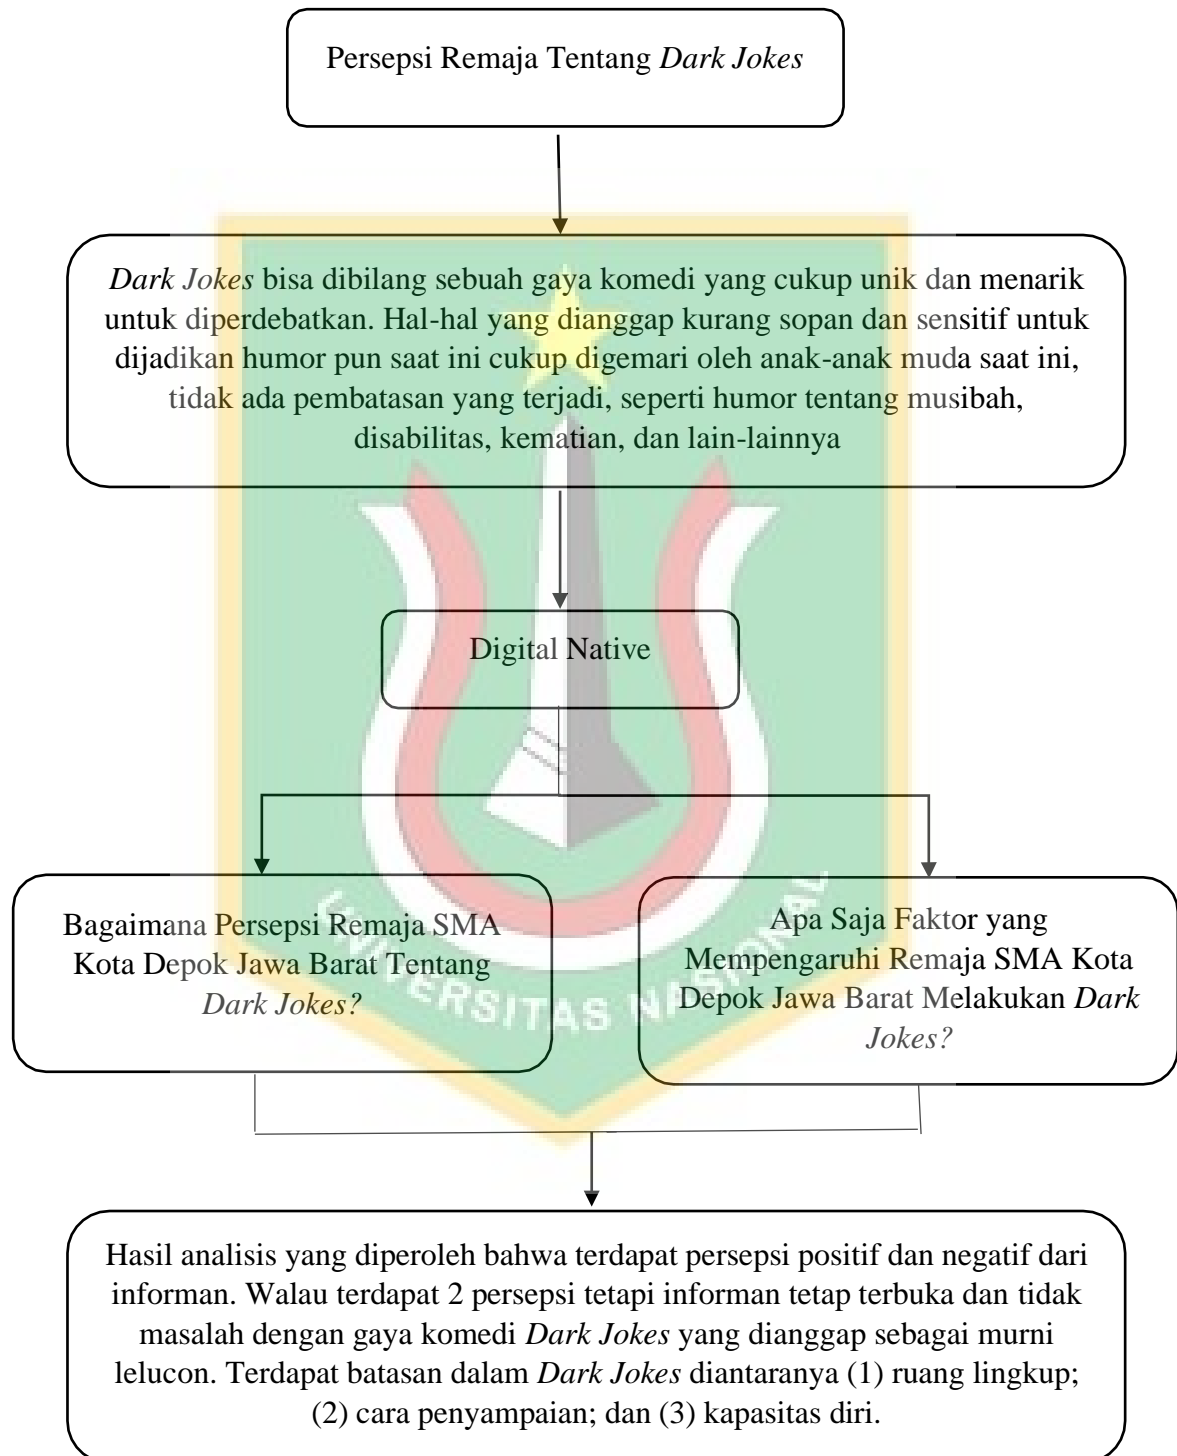 Persepsi Remaja Tentang Dark Jokes
Dark Jokes bisa dibilang sebuah gaya komedi yang cukup unik dan menarik
untuk diperdebatkan. Hal-hal yang dianggap kurang sopan dan sensitif untuk
dijadikan humor pun saat ini cukup digemari oleh anak-anak muda saat ini,
tidak ada pembatasan yang terjadi, seperti humor tentang musibah,
disabilitas, kematian, dan lain-lainnya
Digital Native
Bagaimana Persepsi Remaja SMA
Kota Depok Jawa Barat Tentang
Dark Jokes?
Apa Saja Faktor yang
Mempengaruhi Remaja SMA Kota
Depok Jawa Barat Melakukan Dark
Jokes?
UNIVERSITAS NASIONAL
Hasil analisis yang diperoleh bahwa terdapat persepsi positif dan negatif dari
informan. Walau terdapat 2 persepsi tetapi informan tetap terbuka dan tidak
masalah dengan gaya komedi Dark Jokes yang dianggap sebagai murni
lelucon. Terdapat batasan dalam Dark Jokes diantaranya (1) ruang lingkup;
(2) cara penyampaian; dan (3) kapasitas diri.